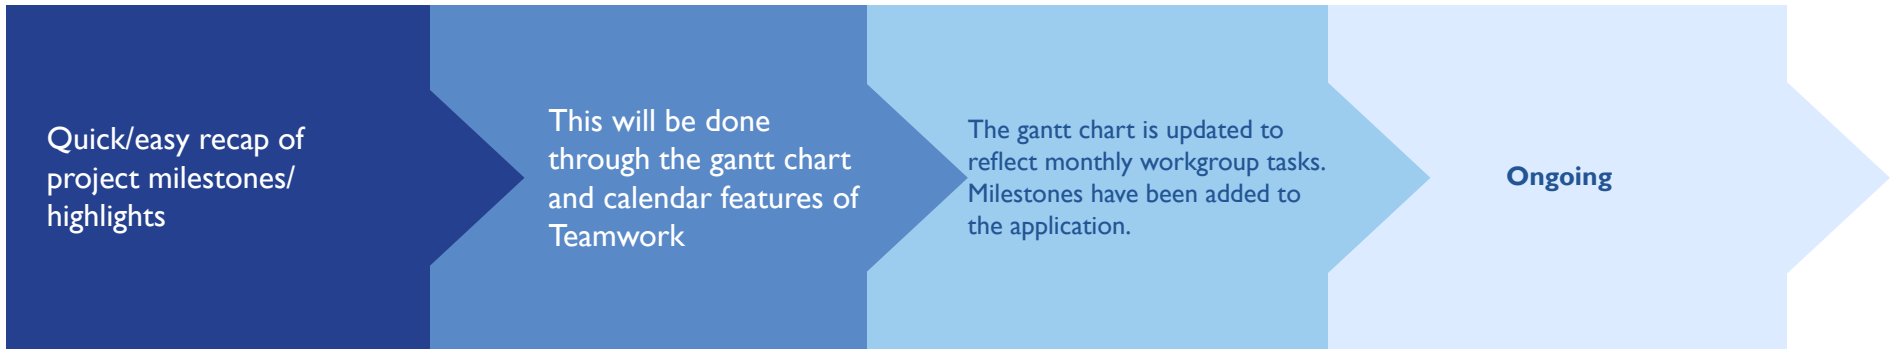 Quick/easy recap of
project milestones/
highlights
This will be done
through the gantt chart
and calendar features of
Teamwork
The gantt chart is updated to
reflect monthly workgroup tasks.
Milestones have been added to
the application.
Ongoing